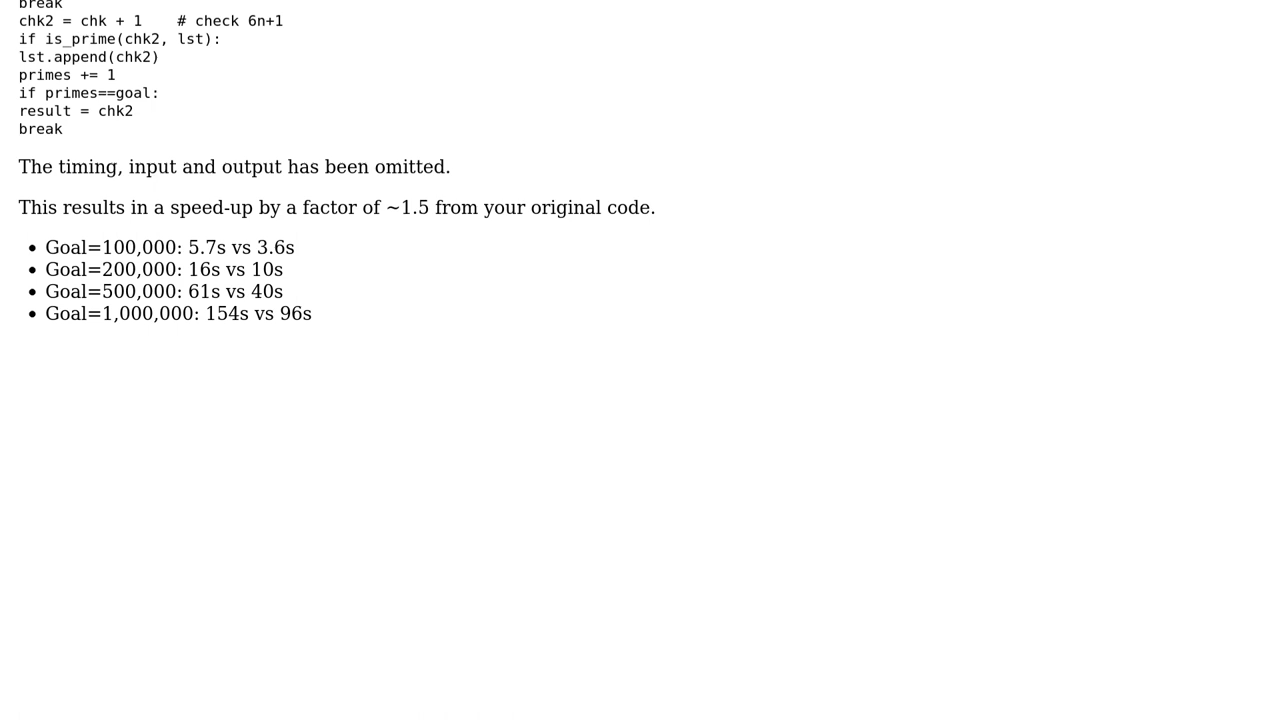 break
chk2 = chk + 1    # check 6n+1
if is_prime(chk2, lst):
lst.append(chk2)
primes += 1
if primes==goal:
result = chk2
break
The timing, input and output has been omitted.
This results in a speed-up by a factor of ~1.5 from your original code.
• Goal=100,000: 5.7s vs 3.6s
• Goal=200,000: 16s vs 10s
• Goal=500,000: 61s vs 40s
• Goal=1,000,000: 154s vs 96s